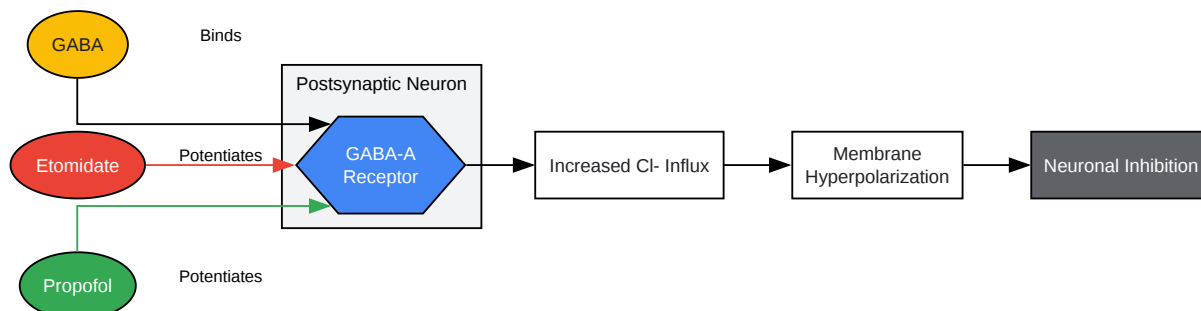 GABA
Binds
Postsynaptic Neuron
Etomidate
Potentiates
GABA-A
Receptor
Increased Cl- Influx
Membrane
Hyperpolarization
Neuronal Inhibition
Propofol
Potentiates